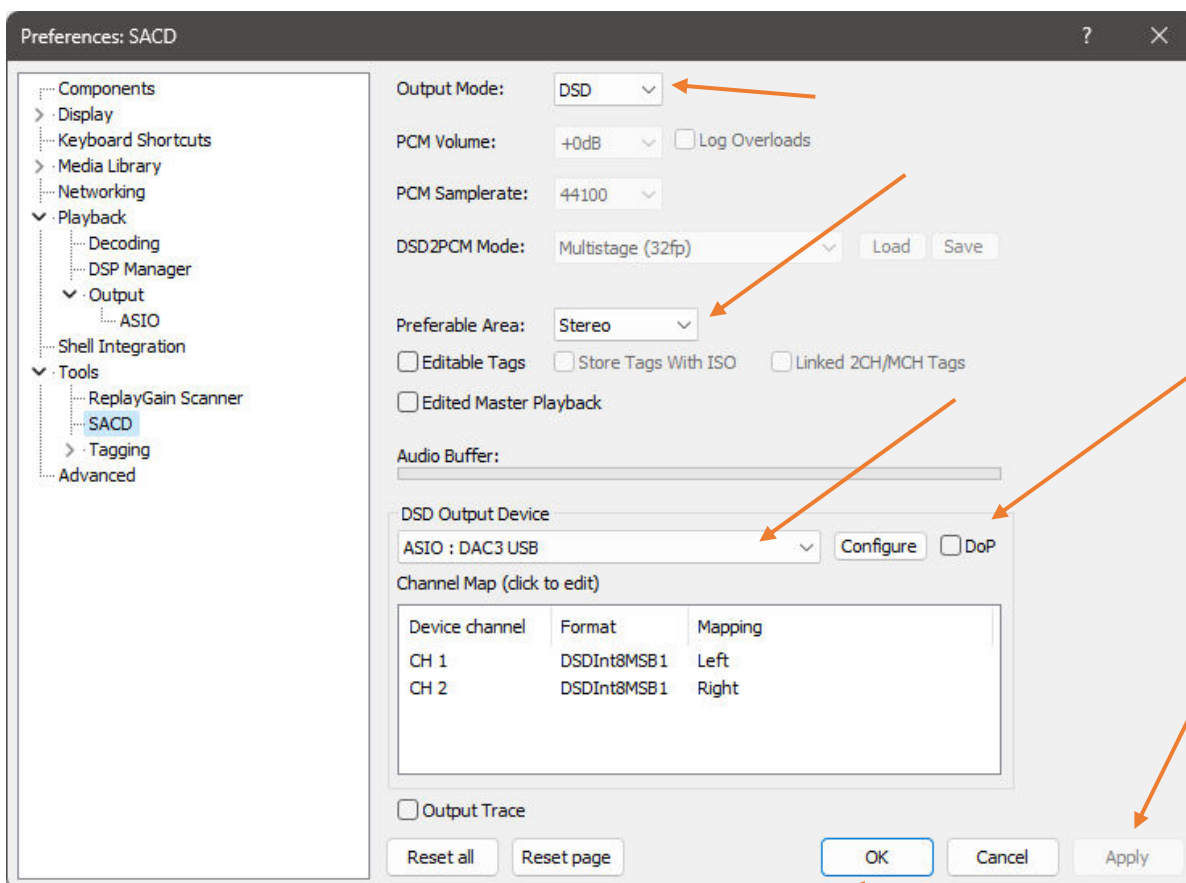 Preferences: SACD ?
Components
Display
Keyboard Shortcuts
Media Library
Networking
Playback
Decoding
DSP Manager
Output
ASIO
Shell Integration
Tools
ReplayGain Scanner
SACD
Tagging
Advanced
Output Mode: DSD
PCM Volume: +0dB Log Overloads
PCM Samplerate: 44100
DSD2PCM Mode: Multistage (32fp) Load Save
Preferable Area: Stereo
Editable Tags Store Tags With ISO Linked 2CH/MCH Tags
Edited Master Playback
Audio Buffer:
DSD Output Device
ASIO : DAC3 USB Configure DoP
Channel Map (click to edit)
Device channel Format Mapping
CH 1 DSDInt8MSB1 Left
CH 2 DSDInt8MSB1 Right
Output Trace
Reset all Reset page OK Cancel Apply